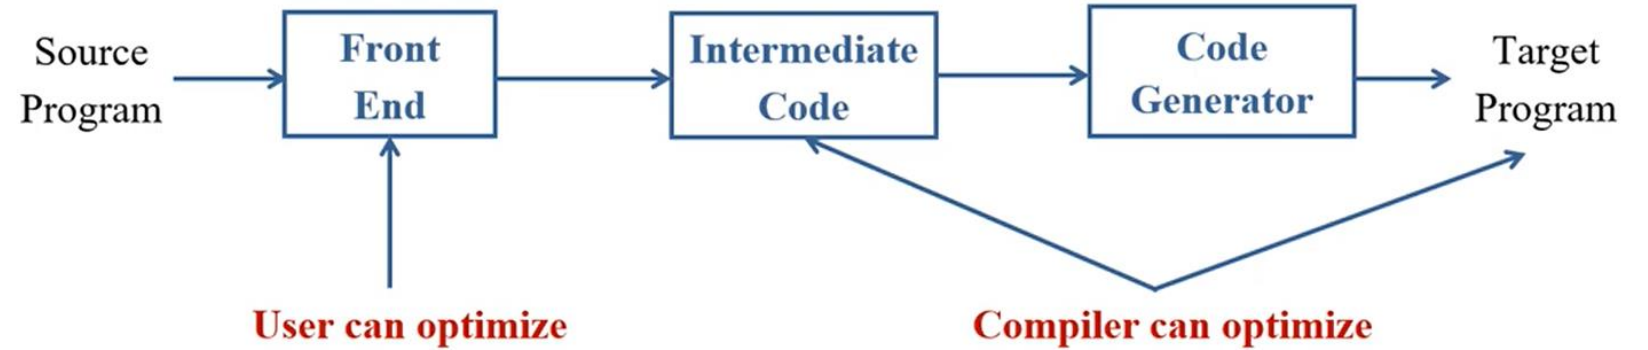 Source
Program
Front
End
Intermediate
Code
Code
Generator
Target
Program
User can optimize
Compiler can optimize